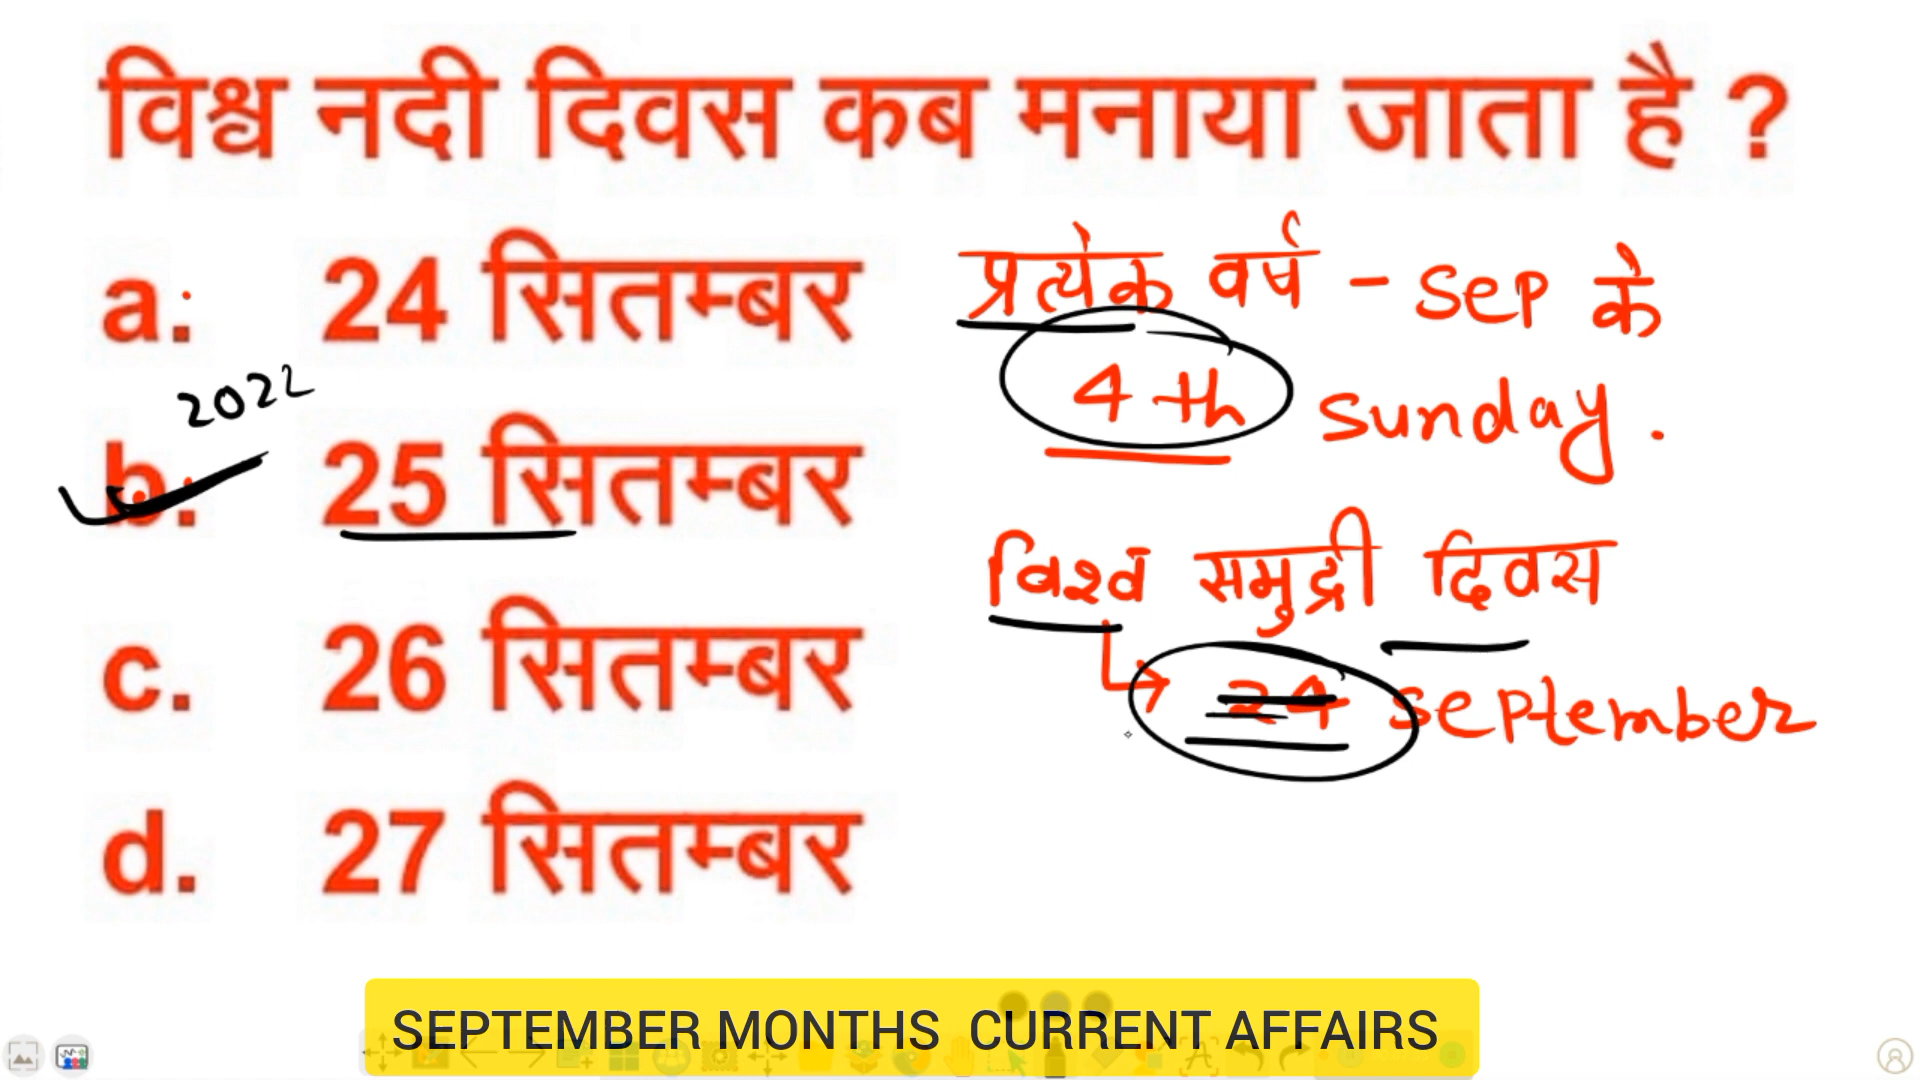 विश्व नदी दिवस कब मनाया जाता है ?
a. 24 सितम्बर
प्रत्येक वर्ष - Sep के
4th Sunday.
2022
b. 25 सितम्बर
विश्व समुद्री दिवस
24 September
c. 26 सितम्बर
d. 27 सितम्बर
SEPTEMBER MONTHS CURRENT AFFAIRS